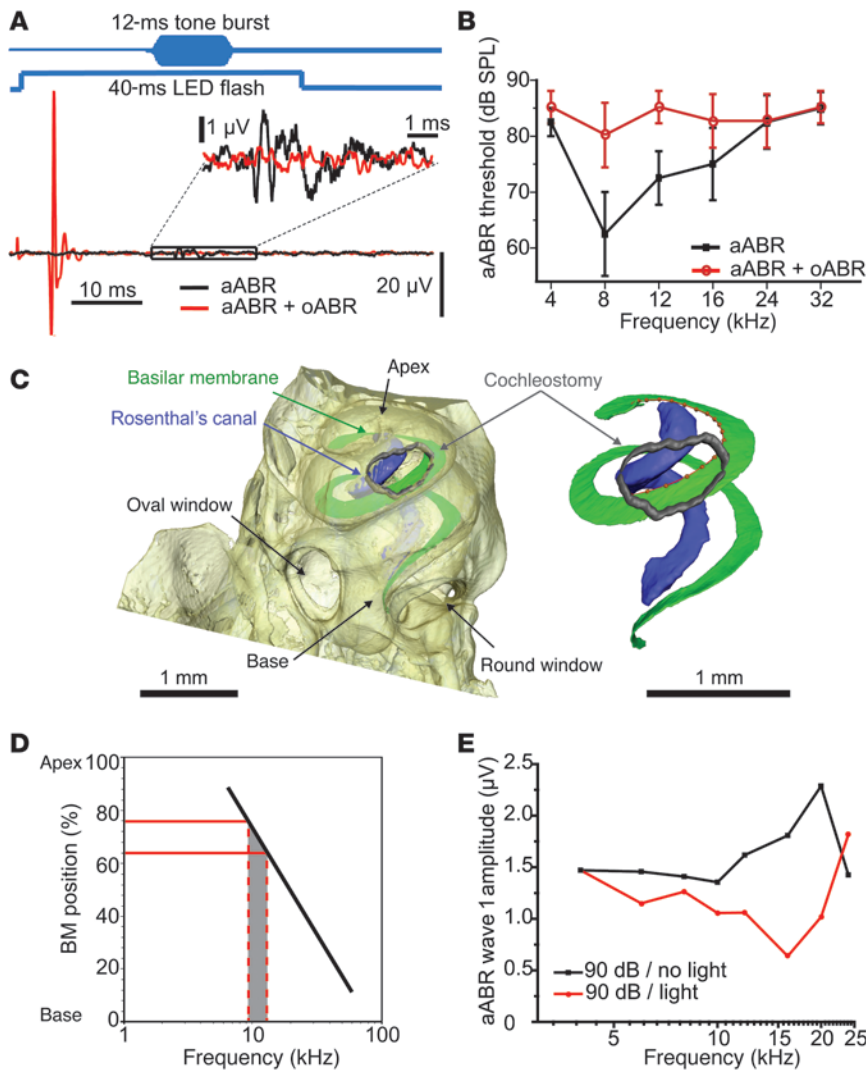 A
12-ms tone burst
40-ms LED flash
1 µV
1 ms
10 ms
aABR
aABR + oABR
20 µV
B
aABR threshold (dB SPL)
90
80
70
60
aABR
aABR + oABR
4 8 12 16 24 32
Frequency (kHz)
C
Basilar membrane
Apex
Cochleostomy
Rosenthal's canal
Oval window
Base
Round window
1 mm
1 mm
D
Apex 100
80
60
40
20
Base 0
BM position (%)
1 10 100
Frequency (kHz)
E
aABR wave 1 amplitude (µV)
2.5
2.0
1.5
1.0
0.5
0
90 dB / no light
90 dB / light
5 10 15 20 25
Frequency (kHz)